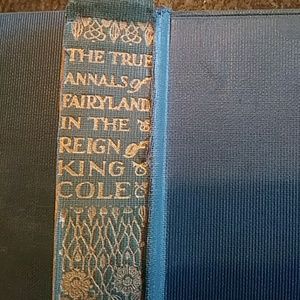 THE TRUE
ANNALS of
FAIRYLAND
IN THE
REIGN of
KING
COLE